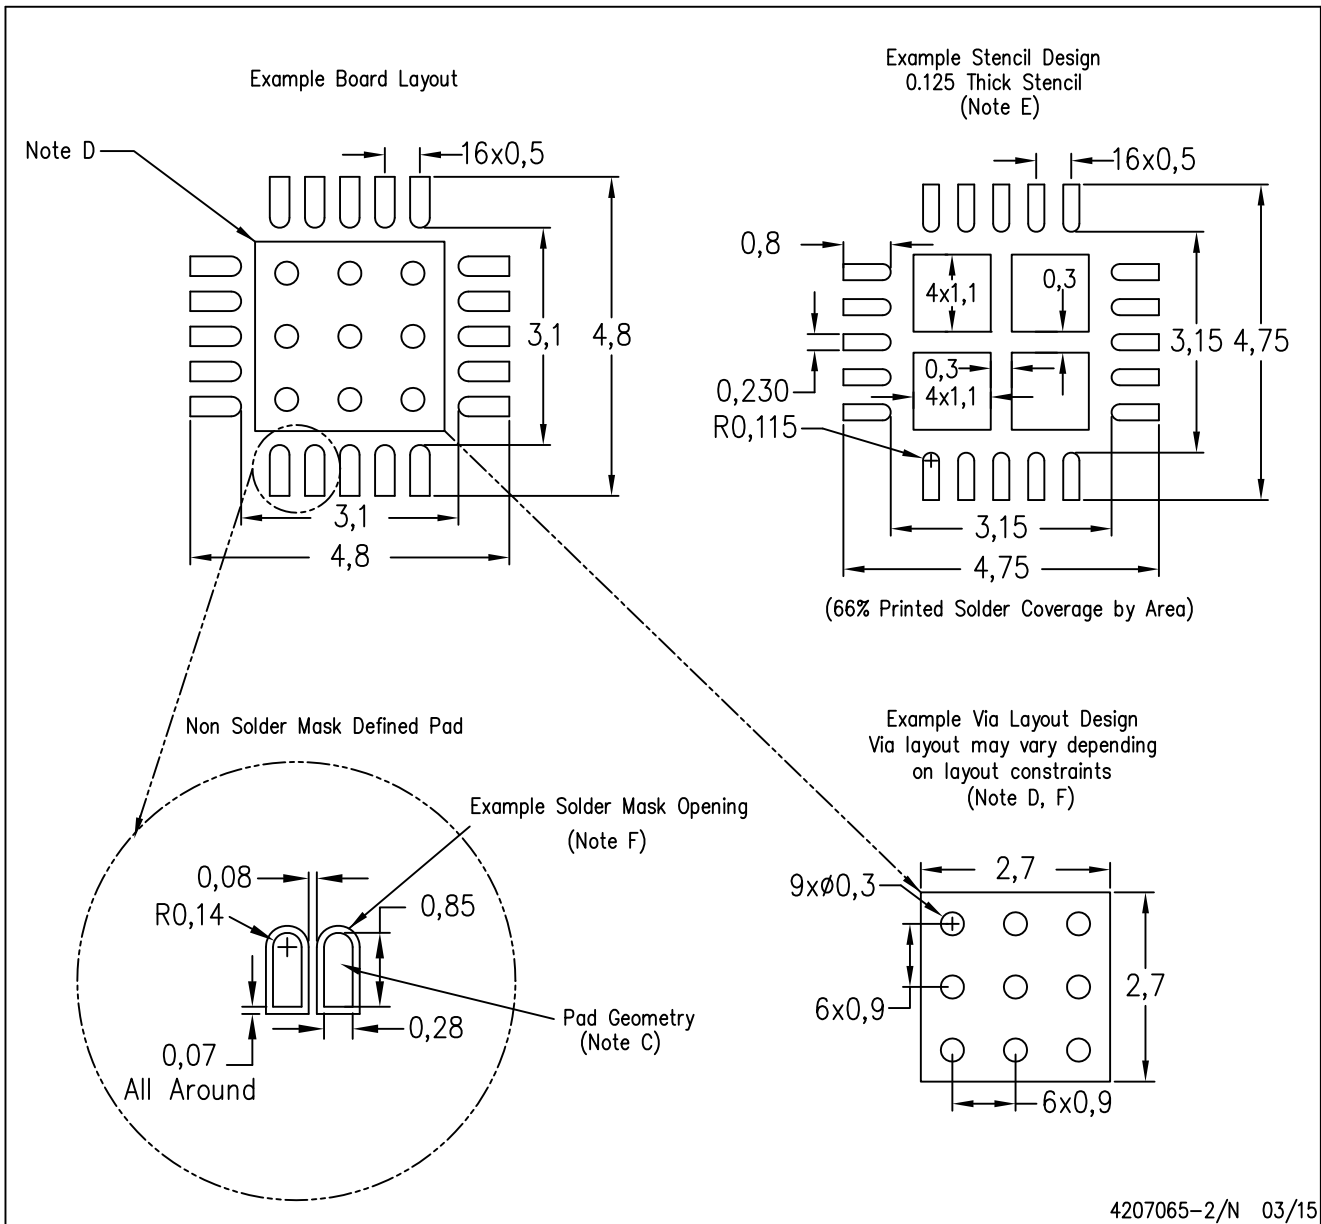 Example Board Layout
Note D
16x0,5
3,1
4,8
3,1
4,8
Example Stencil Design
0.125 Thick Stencil
(Note E)
16x0,5
0,8
4x1,1
0,3
3,15
4,75
0,3
4x1,1
0,230
R0,115
3,15
4,75
(66% Printed Solder Coverage by Area)
Non Solder Mask Defined Pad
Example Solder Mask Opening
(Note F)
0,08
R0,14
0,85
0,28
Pad Geometry
(Note C)
0,07
All Around
Example Via Layout Design
Via layout may vary depending
on layout constraints
(Note D, F)
2,7
9xø0,3
6x0,9
2,7
6x0,9
4207065-2/N 03/15